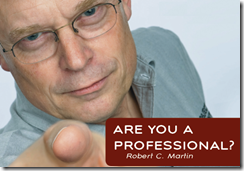 ARE YOU A
PROFESSIONAL?
Robert C. Martin